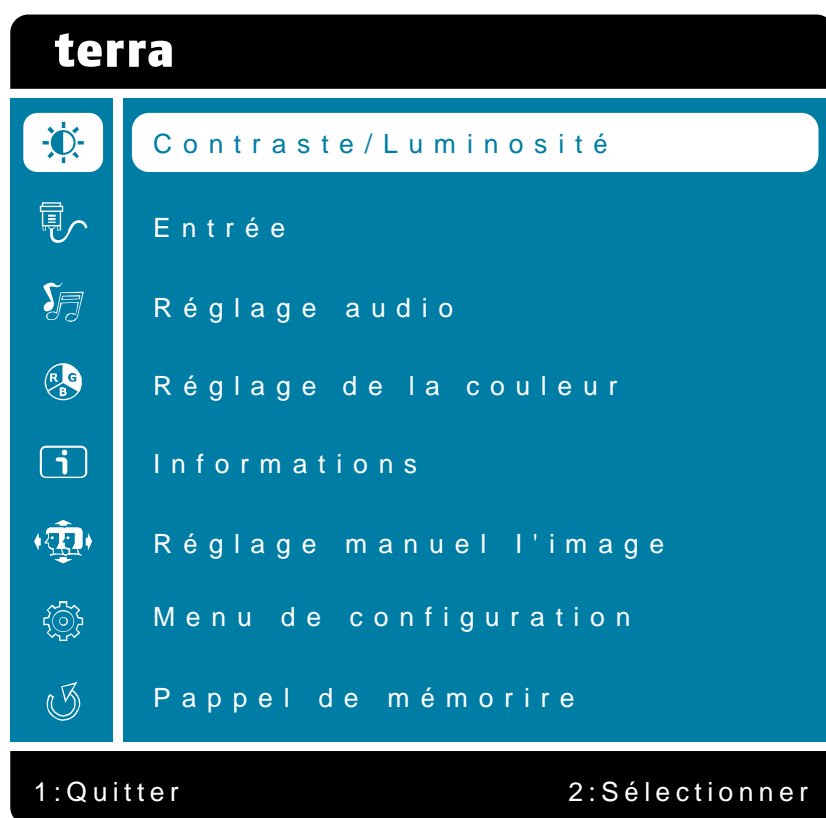 terra
Contraste/Luminosité
Entrée
Réglage audio
R G B
Réglage de la couleur
i
Informations
Réglage manuel l'image
Menu de configuration
Pappel de mémorire
1:Quitter 2:Sélectionner